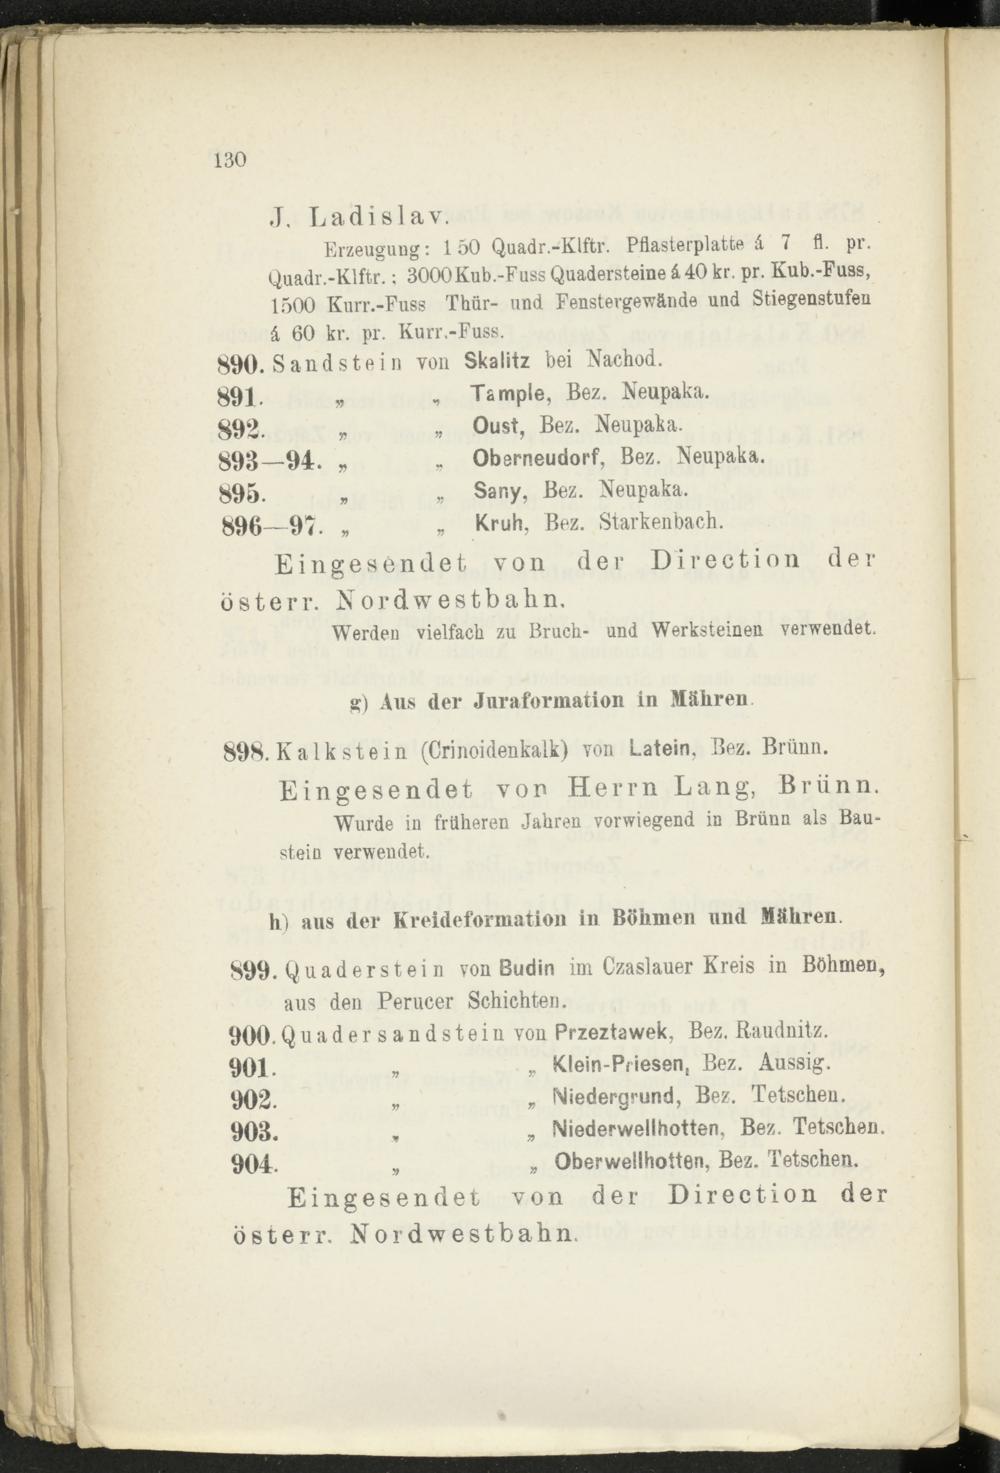 130
J. Ladislav.
Erzeugung: 150 Quadr.-Klftr. Pflasterplatte á 7 fl. pr.
Quadr.-Klftr.; 3000 Kub.-Fuss Quadersteine á 40 kr. pr. Kub.-Fuss,
1500 Kurr.-Fuss Thür- und Fenstergewände und Stiegenstufen
á 60 kr. pr. Kurr.-Fuss.
890. Sandstein von Skalitz bei Nachod.
891. „ „ Tample, Bez. Neupaka.
892. „ „ Oust, Bez. Neupaka.
893—94. „ „ Oberneudorf, Bez. Neupaka.
895. „ „ Sany, Bez. Neupaka.
896—97. „ „ Kruh, Bez. Starkenbach.
Eingesendet von der Direction der
österr. Nordwestbahn.
Werden vielfach zu Bruch- und Werksteinen verwendet.
g) Aus der Juraformation in Mähren.
898. Kalkstein (Crinoidenkalk) von Latein, Bez. Brünn.
Eingesendet von Herrn Lang, Brünn.
Wurde in früheren Jahren vorwiegend in Brünn als Bau-
stein verwendet.
h) aus der Kreideformation in Böhmen und Mähren.
899. Quaderstein von Budin im Czaslauer Kreis in Böhmen,
aus den Perucer Schichten.
900. Quadersandstein von Przeztawek, Bez. Raudnitz.
901. „ „ Klein-Priesen, Bez. Aussig.
902. „ „ Niedergrund, Bez. Tetschen.
903. „ „ Niederwellhotten, Bez. Tetschen.
904. „ „ Oberwellhotten, Bez. Tetschen.
Eingesendet von der Direction der
österr. Nordwestbahn.